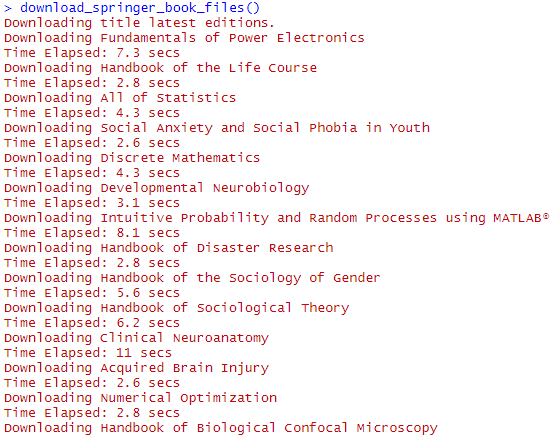 > download_springer_book_files()
Downloading title latest editions.
Downloading Fundamentals of Power Electronics
Time Elapsed: 7.3 secs
Downloading Handbook of the Life Course
Time Elapsed: 2.8 secs
Downloading All of Statistics
Time Elapsed: 4.3 secs
Downloading Social Anxiety and Social Phobia in Youth
Time Elapsed: 2.6 secs
Downloading Discrete Mathematics
Time Elapsed: 4.3 secs
Downloading Developmental Neurobiology
Time Elapsed: 3.1 secs
Downloading Intuitive Probability and Random Processes using MATLAB®
Time Elapsed: 8.1 secs
Downloading Handbook of Disaster Research
Time Elapsed: 2.8 secs
Downloading Handbook of the Sociology of Gender
Time Elapsed: 5.6 secs
Downloading Handbook of Sociological Theory
Time Elapsed: 6.2 secs
Downloading Clinical Neuroanatomy
Time Elapsed: 11 secs
Downloading Acquired Brain Injury
Time Elapsed: 2.6 secs
Downloading Numerical Optimization
Time Elapsed: 2.8 secs
Downloading Handbook of Biological Confocal Microscopy